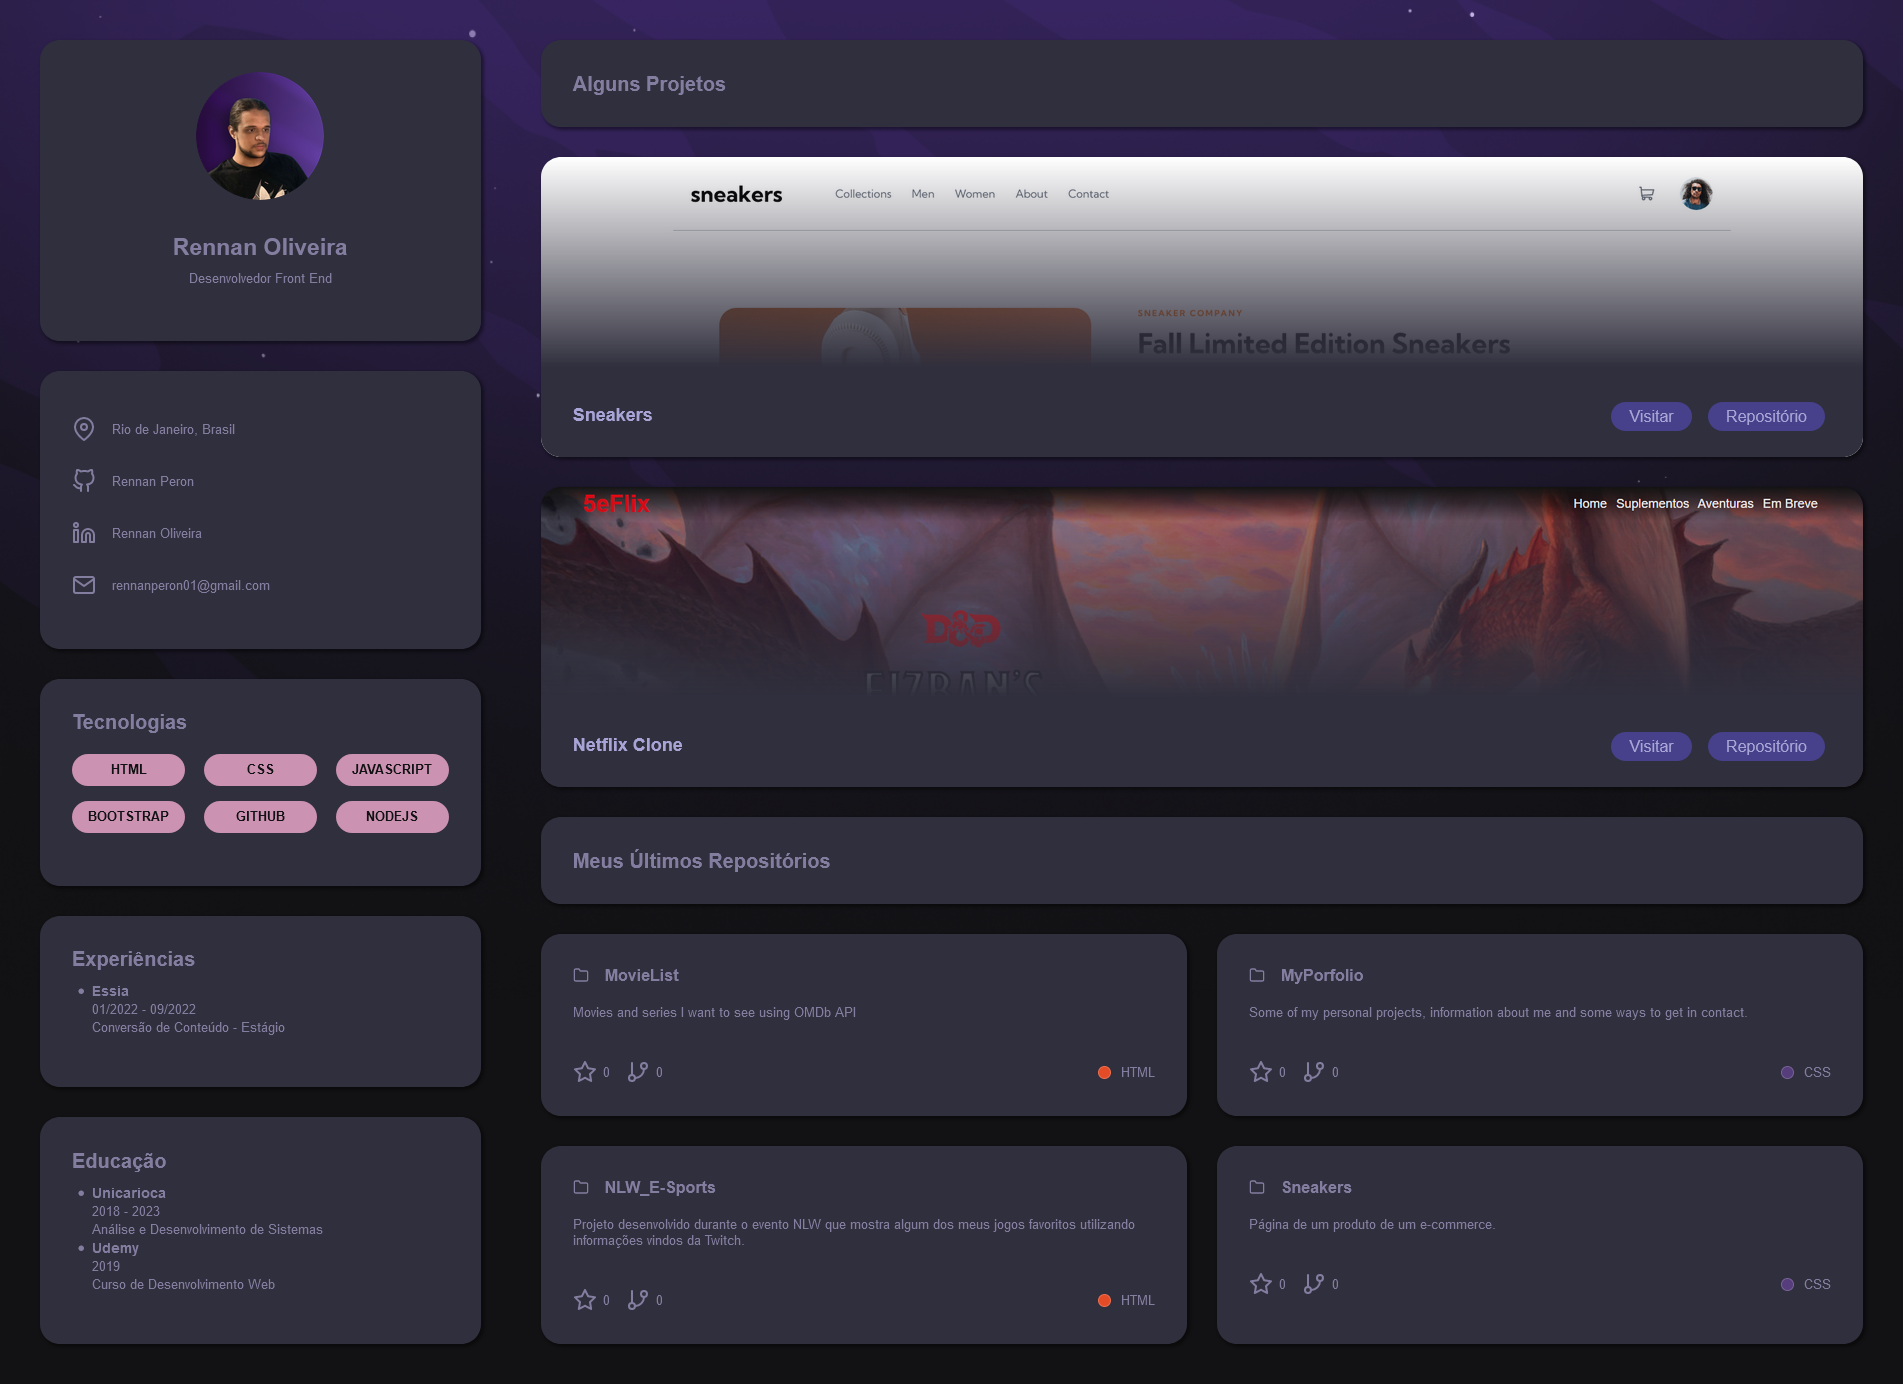 Rennan Oliveira
Desenvolvedor Front End
Rio de Janeiro, Brasil
Rennan Peron
Rennan Oliveira
rennanperon01@gmail.com
Tecnologias
HTML CSS JAVASCRIPT
BOOTSTRAP GITHUB NODEJS
Experiências
Essia
01/2022 - 09/2022
Conversão de Conteúdo - Estágio
Educação
Unicarioca
2018 - 2023
Análise e Desenvolvimento de Sistemas
Udemy
2019
Curso de Desenvolvimento Web
Alguns Projetos
sneakers Collections Men Women About Contact
SNEAKER COMPANY
Fall Limited Edition Sneakers
Sneakers Visitar Repositório
5eFlix Home Suplementos Aventuras Em Breve
D&D
FIZBAN'S
Netflix Clone Visitar Repositório
Meus Últimos Repositórios
MovieList
Movies and series I want to see using OMDb API
0 0 HTML
MyPorfolio
Some of my personal projects, information about me and some ways to get in contact.
0 0 CSS
NLW_E-Sports
Projeto desenvolvido durante o evento NLW que mostra algum dos meus jogos favoritos utilizando
informações vindos da Twitch.
0 0 HTML
Sneakers
Página de um produto de um e-commerce.
0 0 CSS